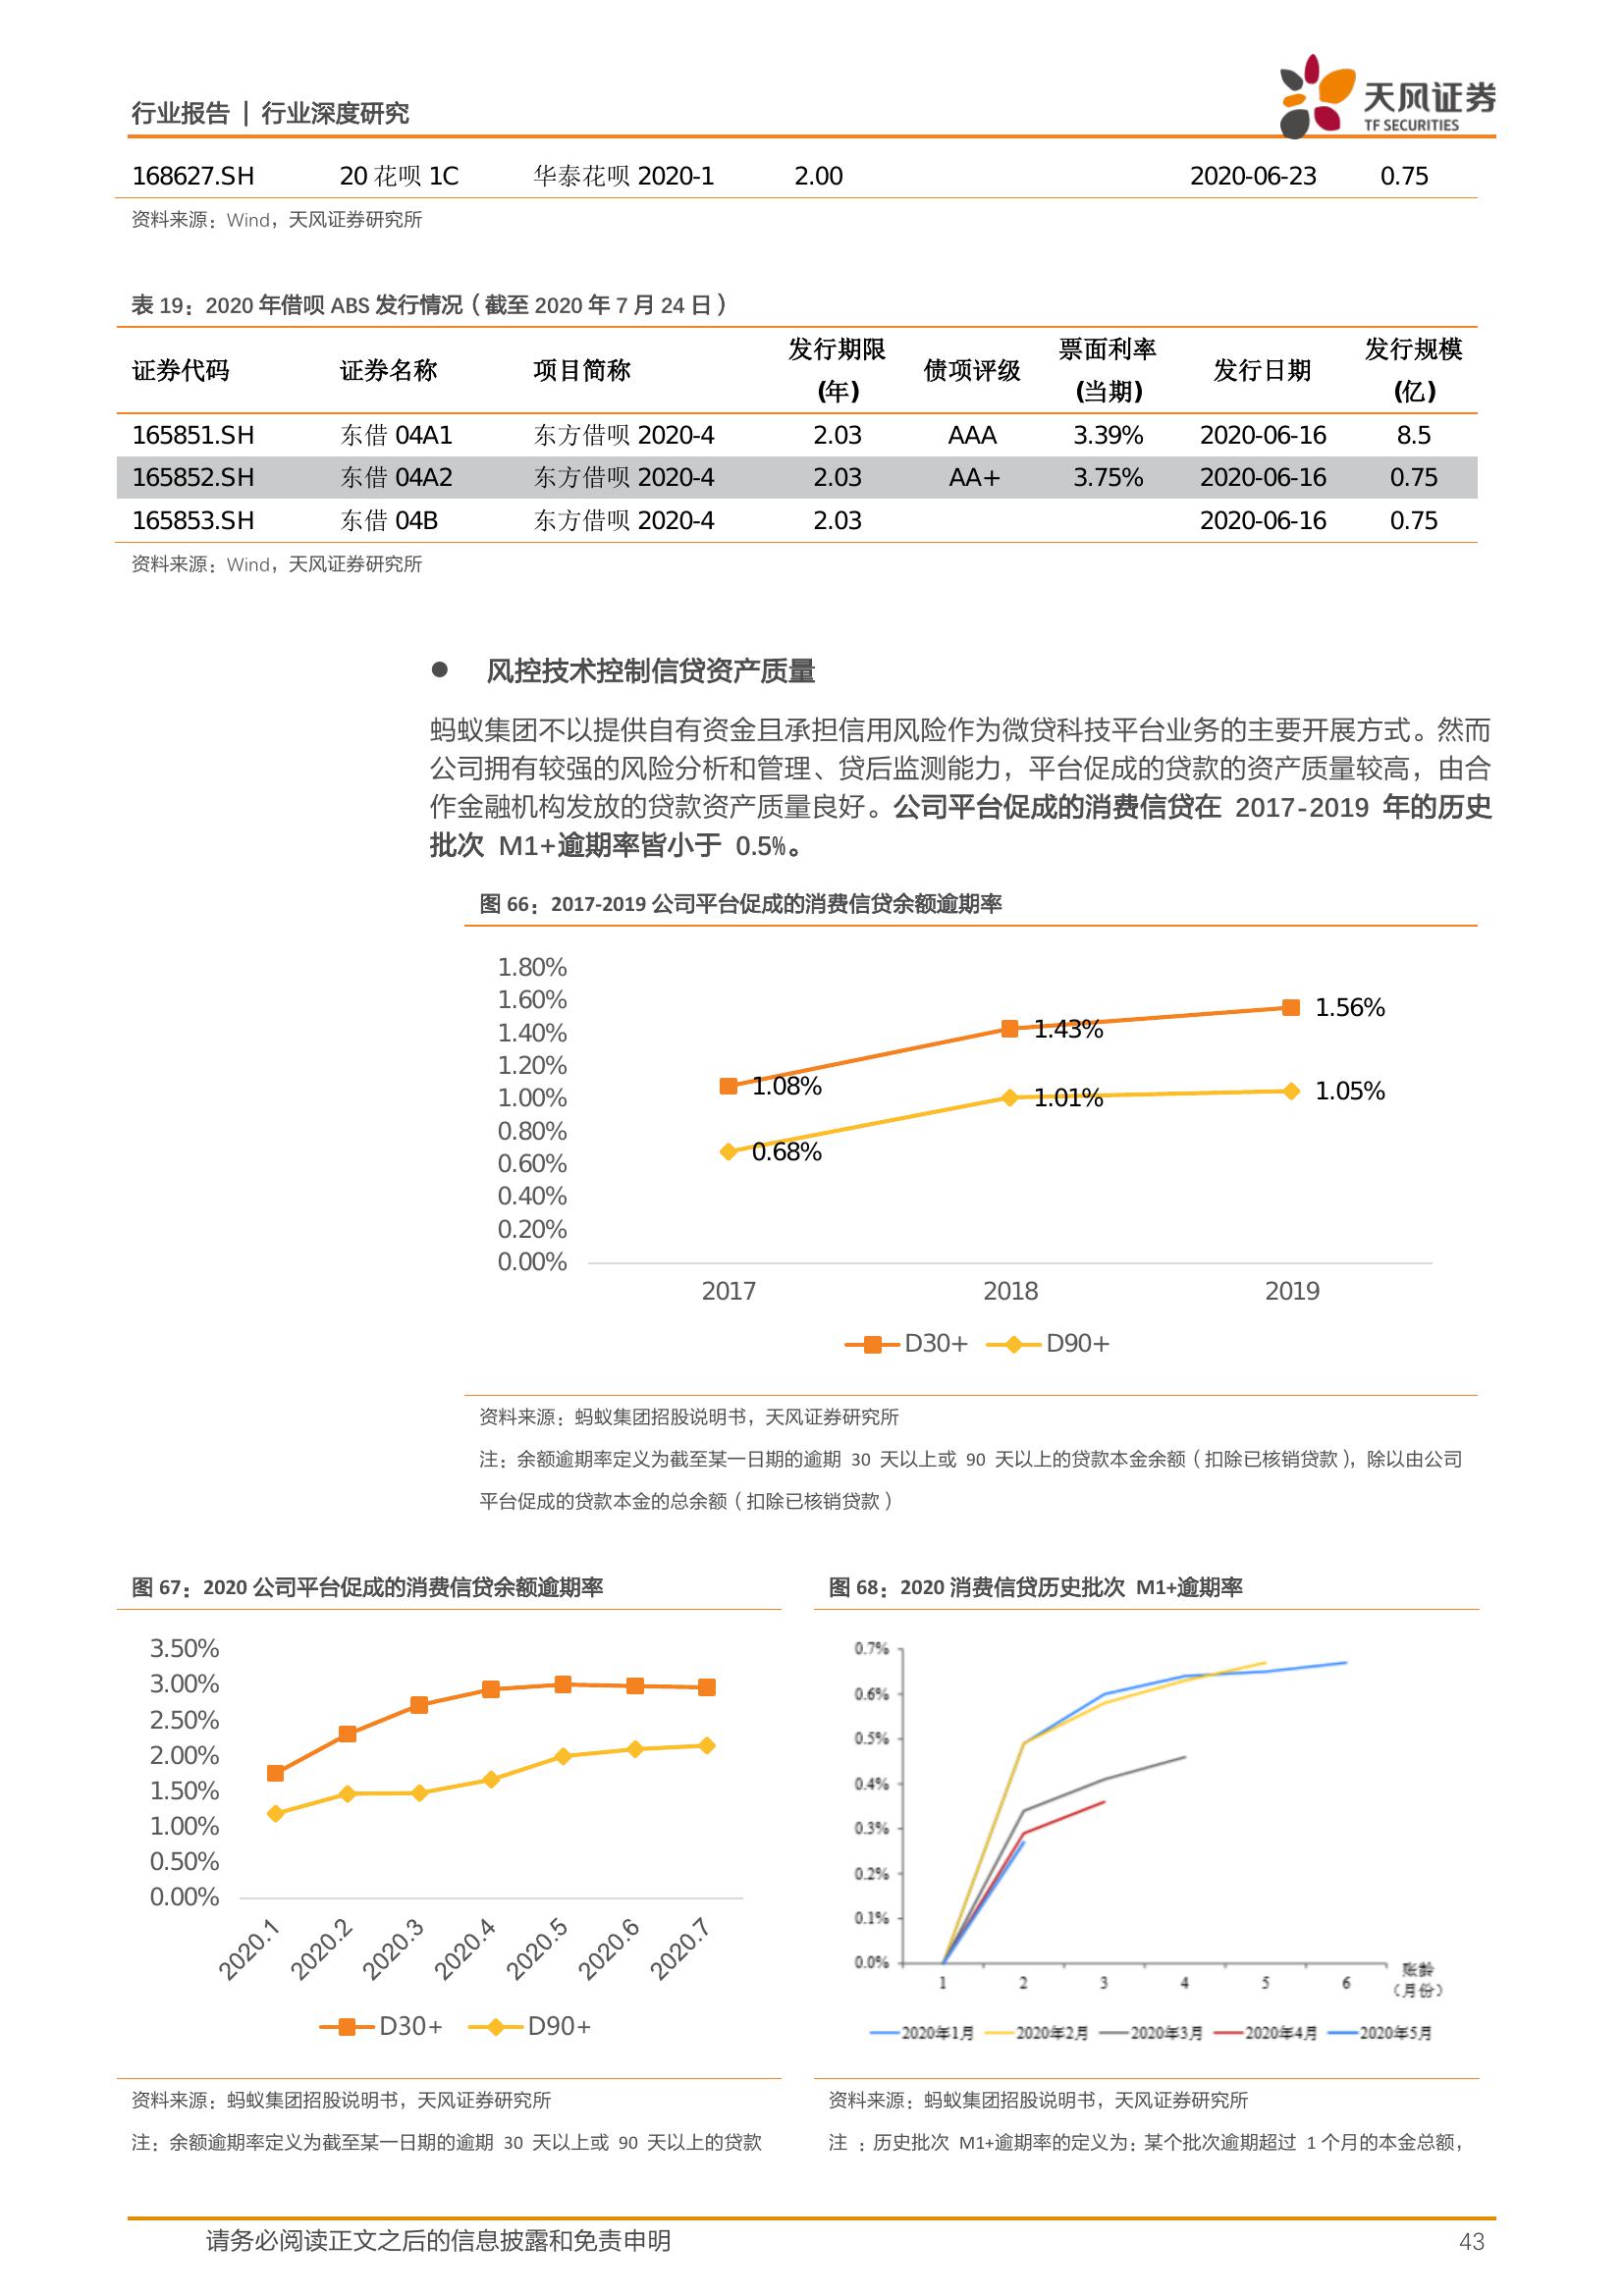 行业报告 | 行业深度研究
天风证券
TF SECURITIES
168627.SH 20 花呗 1C 华泰花呗 2020-1 2.00 2020-06-23 0.75
资料来源：Wind，天风证券研究所
表 19：2020 年借呗 ABS 发行情况（截至 2020 年 7 月 24 日）
证券代码 证券名称 项目简称 发行期限(年) 债项评级 票面利率(当期) 发行日期 发行规模(亿)
165851.SH 东借 04A1 东方借呗 2020-4 2.03 AAA 3.39% 2020-06-16 8.5
165852.SH 东借 04A2 东方借呗 2020-4 2.03 AA+ 3.75% 2020-06-16 0.75
165853.SH 东借 04B 东方借呗 2020-4 2.03 2020-06-16 0.75
资料来源：Wind，天风证券研究所
● 风控技术控制信贷资产质量
蚂蚁集团不以提供自有资金且承担信用风险作为微贷科技平台业务的主要开展方式。然而
公司拥有较强的风险分析和管理、贷后监测能力，平台促成的贷款的资产质量较高，由合
作金融机构发放的贷款资产质量良好。公司平台促成的消费信贷在 2017-2019 年的历史
批次 M1+逾期率皆小于 0.5%。
图 66：2017-2019 公司平台促成的消费信贷余额逾期率
1.80%
1.60%
1.40%
1.20%
1.00%
0.80%
0.60%
0.40%
0.20%
0.00%
1.08% 1.43% 1.56%
0.68% 1.01% 1.05%
2017 2018 2019
D30+ D90+
资料来源：蚂蚁集团招股说明书，天风证券研究所
注：余额逾期率定义为截至某一日期的逾期 30 天以上或 90 天以上的贷款本金余额（扣除已核销贷款），除以由公司
平台促成的贷款本金的总余额（扣除已核销贷款）
图 67：2020 公司平台促成的消费信贷余额逾期率
3.50%
3.00%
2.50%
2.00%
1.50%
1.00%
0.50%
0.00%
2020.1 2020.2 2020.3 2020.4 2020.5 2020.6 2020.7
D30+ D90+
资料来源：蚂蚁集团招股说明书，天风证券研究所
注：余额逾期率定义为截至某一日期的逾期 30 天以上或 90 天以上的贷款
图 68：2020 消费信贷历史批次 M1+逾期率
0.7%
0.6%
0.5%
0.4%
0.3%
0.2%
0.1%
0.0%
1 2 3 4 5 6 账龄
（月份）
2020年1月 2020年2月 2020年3月 2020年4月 2020年5月
资料来源：蚂蚁集团招股说明书，天风证券研究所
注 ：历史批次 M1+逾期率的定义为：某个批次逾期超过 1 个月的本金总额，
请务必阅读正文之后的信息披露和免责申明 43